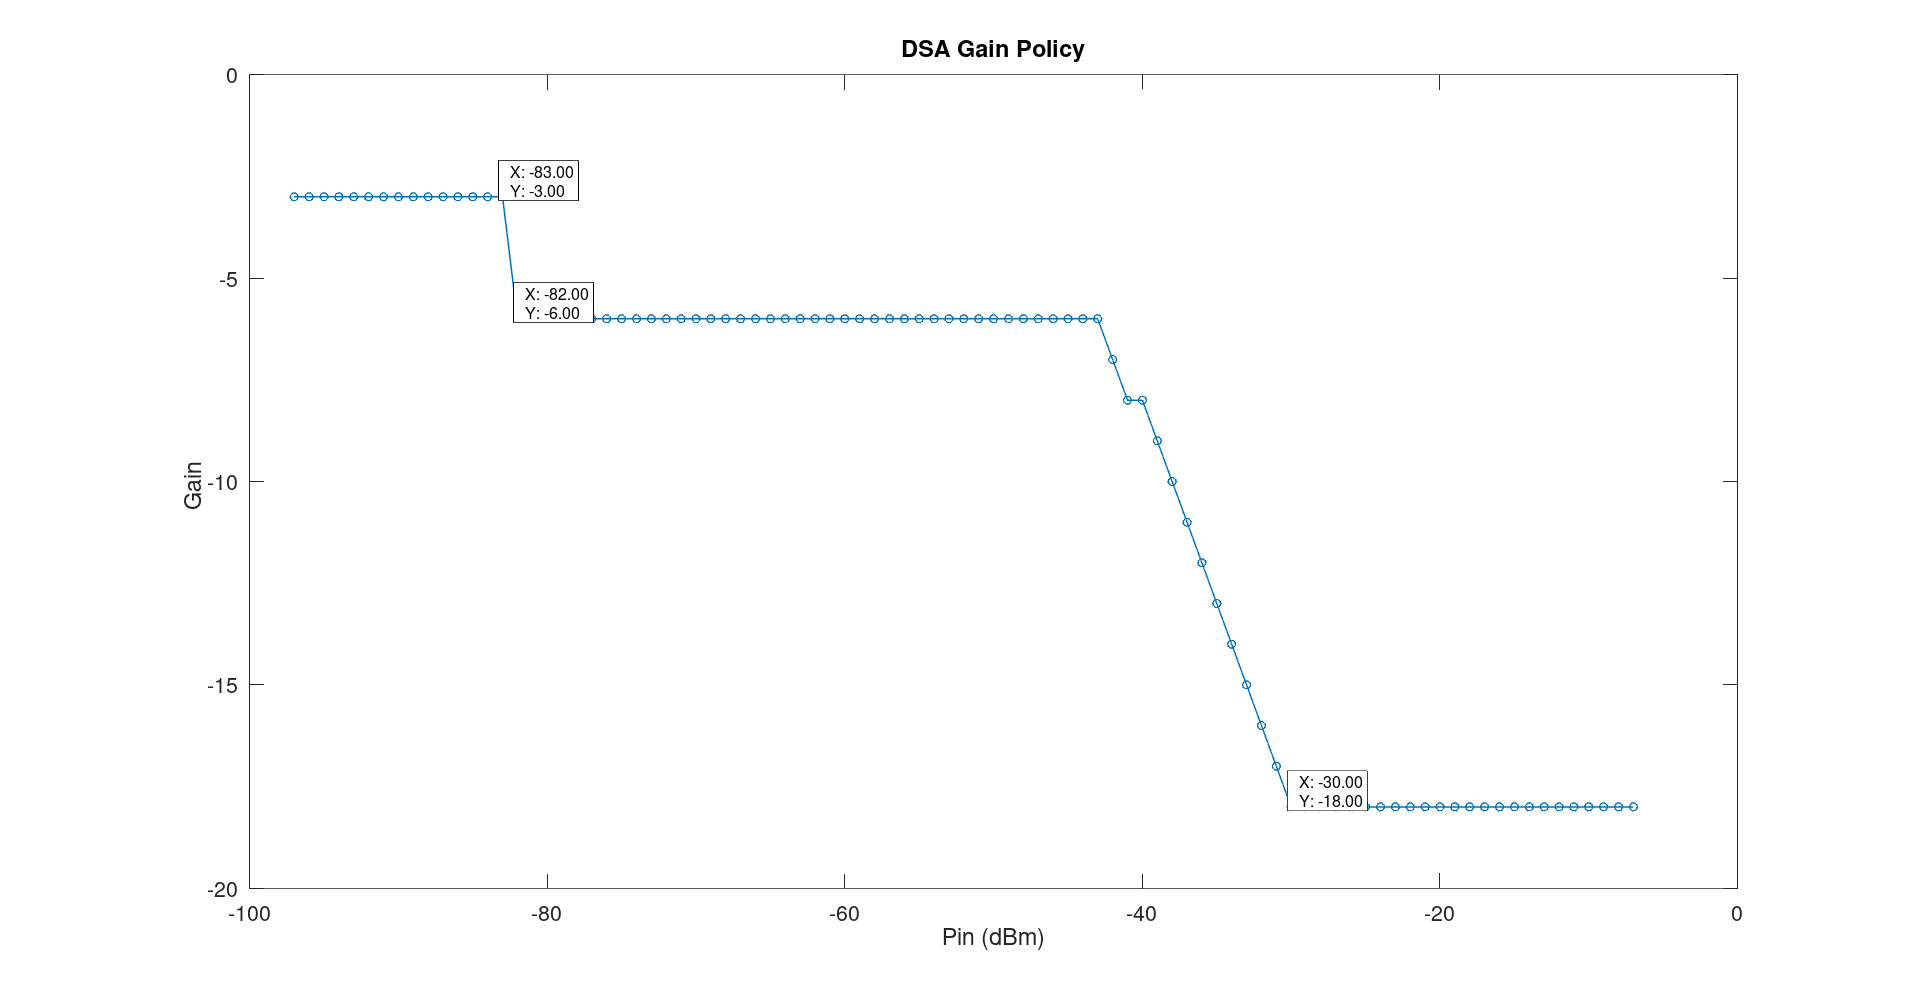 DSA Gain Policy
0
-5
-10
-15
-20
Gain
X: -83.00
Y: -3.00
X: -82.00
Y: -6.00
X: -30.00
Y: -18.00
-100 -80 -60 -40 -20 0
Pin (dBm)